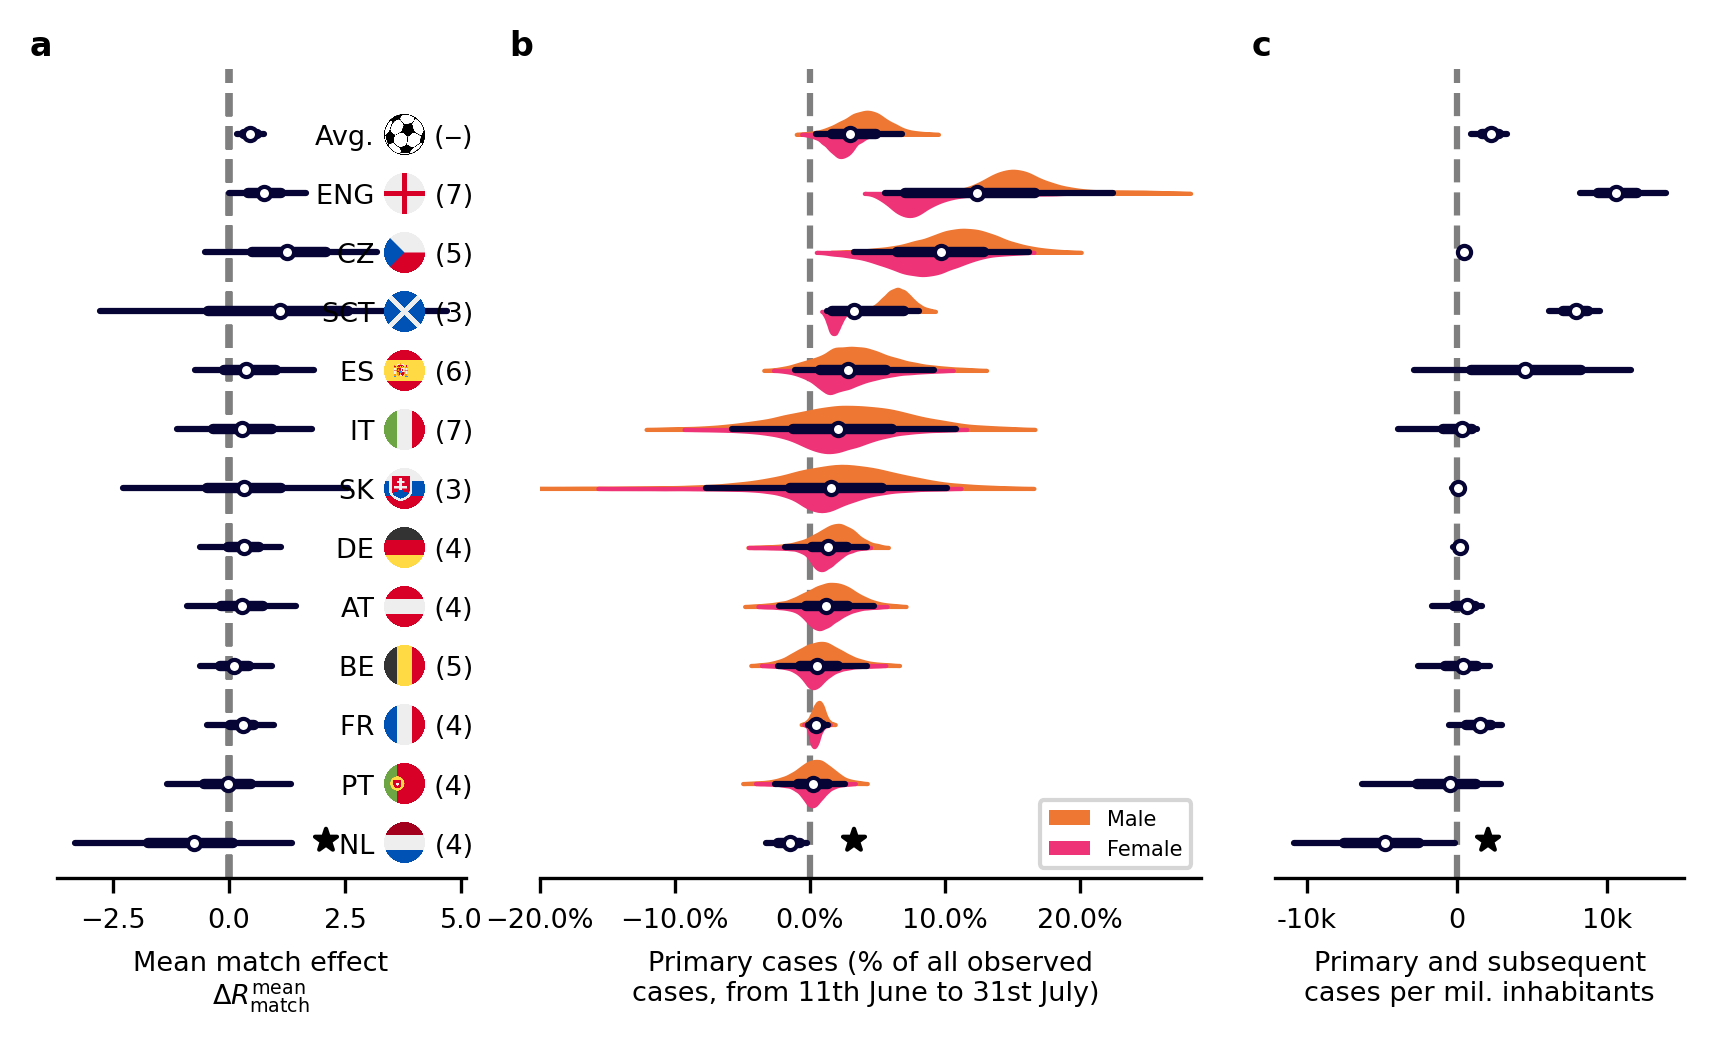 a
b
c
Avg. (–)
ENG (7)
CZ (5)
SCT (3)
ES (6)
IT (7)
SK (3)
DE (4)
AT (4)
BE (5)
FR (4)
PT (4)
NL (4)
Male
Female
−2.5 0.0 2.5 5.0
−20.0% −10.0% 0.0% 10.0% 20.0%
-10k 0 10k
Mean match effect
ΔR^mean_match
Primary cases (% of all observed
cases, from 11th June to 31st July)
Primary and subsequent
cases per mil. inhabitants